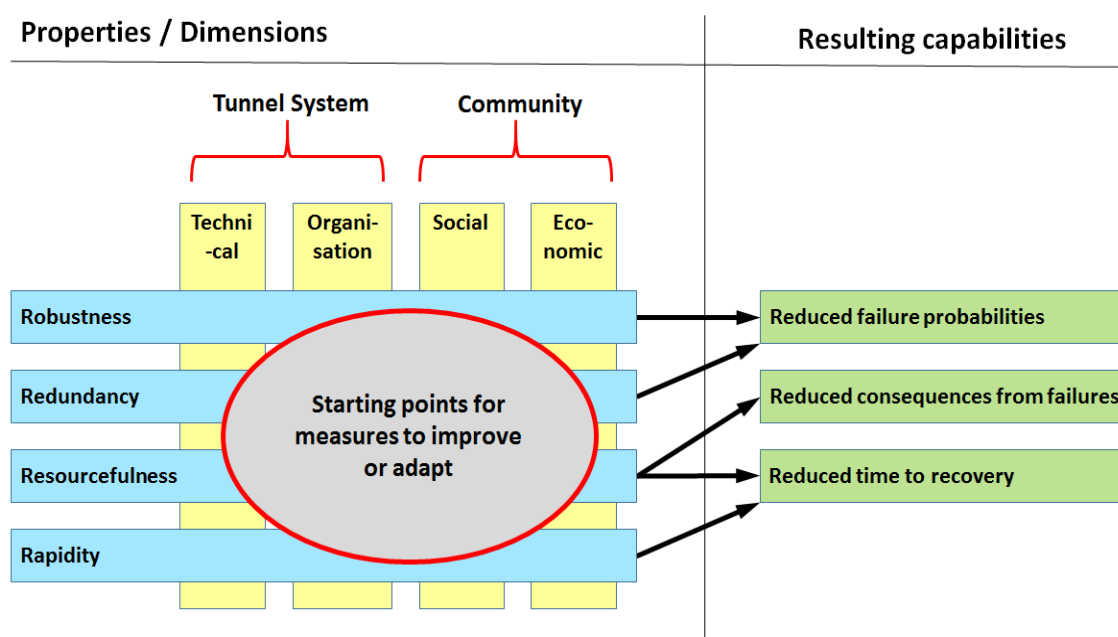 Properties / Dimensions
Resulting capabilities
Tunnel System
Community
Techni
-cal
Organi-
sation
Social
Eco-
nomic
Robustness
Reduced failure probabilities
Redundancy
Reduced consequences from failures
Starting points for
measures to improve
or adapt
Resourcefulness
Reduced time to recovery
Rapidity